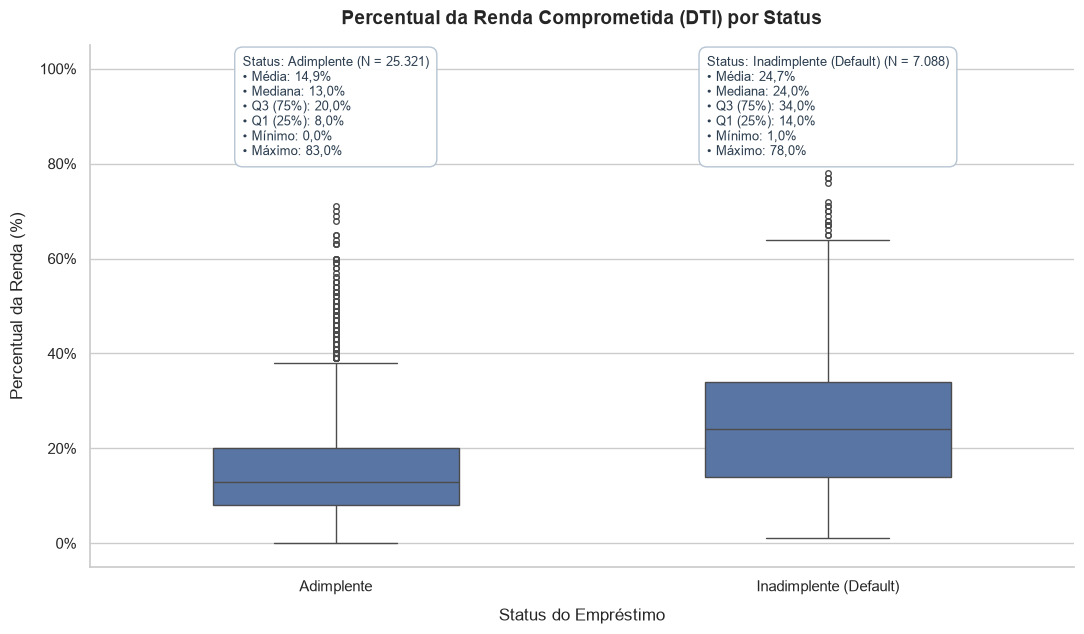 Percentual da Renda Comprometida (DTI) por Status
Status: Adimplente (N = 25.321)
• Média: 14,9%
• Mediana: 13,0%
• Q3 (75%): 20,0%
• Q1 (25%): 8,0%
• Mínimo: 0,0%
• Máximo: 83,0%
Status: Inadimplente (Default) (N = 7.088)
• Média: 24,7%
• Mediana: 24,0%
• Q3 (75%): 34,0%
• Q1 (25%): 14,0%
• Mínimo: 1,0%
• Máximo: 78,0%
Percentual da Renda (%)
100%
80%
60%
40%
20%
0%
Adimplente
Inadimplente (Default)
Status do Empréstimo